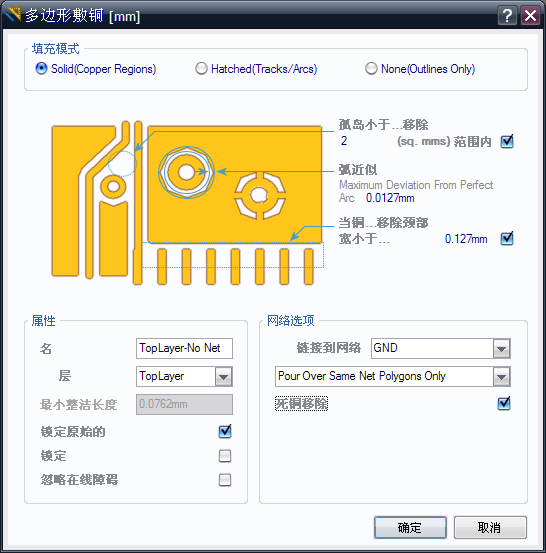 多边形敷铜 [mm]
填充模式
Solid(Copper Regions)
Hatched(Tracks/Arcs)
None(Outlines Only)
孤岛小于...移除
2 (sq. mms) 范围内
弧近似
Maximum Deviation From Perfect
Arc 0.0127mm
当铜...移除颈部
宽小于... 0.127mm
属性
名 TopLayer-No Net
层 TopLayer
最小整洁长度 0.0762mm
锁定原始的
锁定
忽略在线障碍
网络选项
链接到网络 GND
Pour Over Same Net Polygons Only
死铜移除
确定
取消